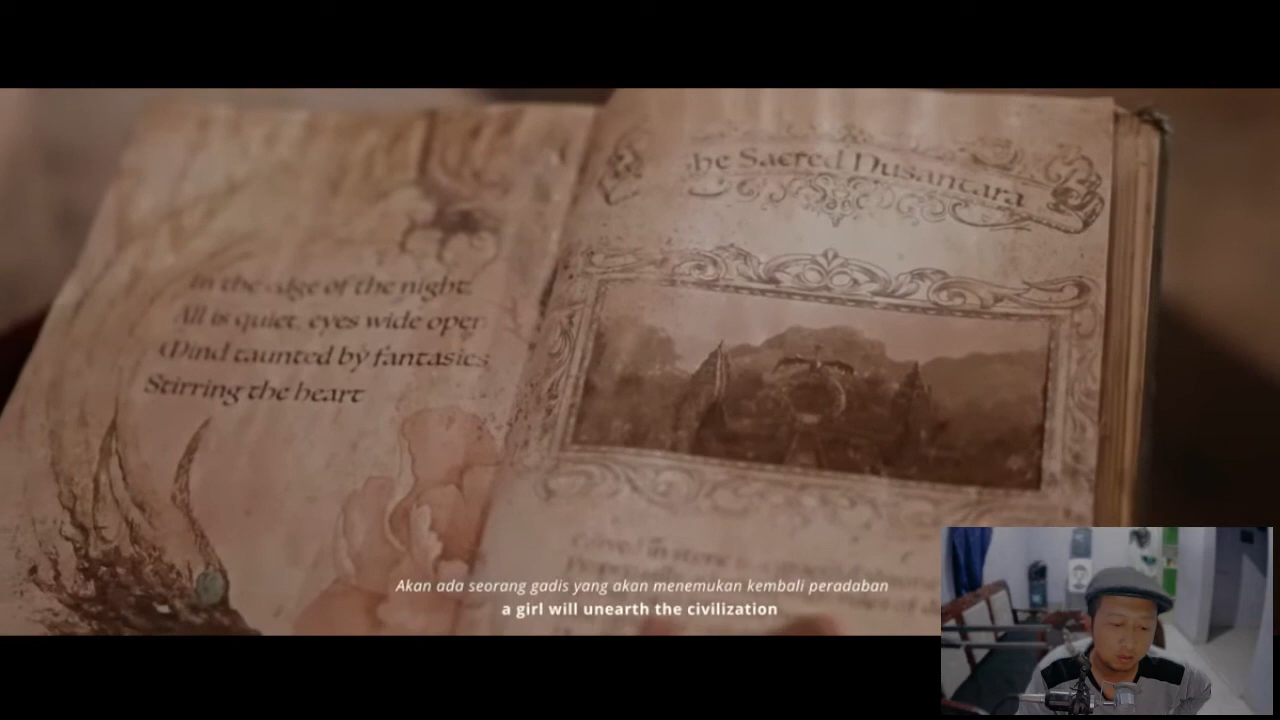 In the edge of the night
All is quiet, eyes wide open
Mind taunted by fantasies
Stirring the heart
The Sacred Nusantara
Akan ada seorang gadis yang akan menemukan kembali peradaban
a girl will unearth the civilization